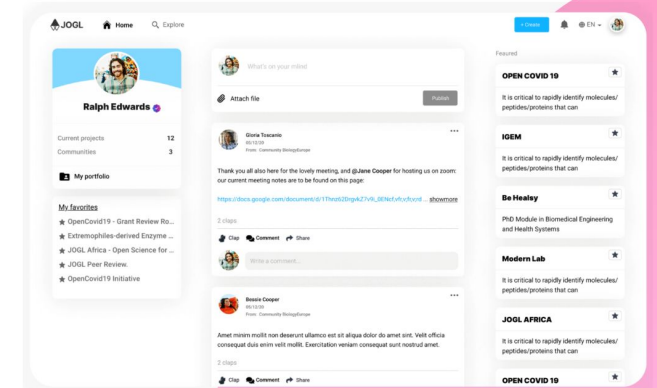 JOGL
Home
Explore
+ Create
EN
Ralph Edwards
Current projects 12
Communities 3
My portfolio
My favorites
OpenCovid19 - Grant Review Ro...
Extremophiles-derived Enzyme ...
JOGL Africa - Open Science for ...
JOGL Peer Review.
OpenCovid19 Initiative
What's on your mind
Attach file
Publish
Gloria Toscanio
05/12/20
From : Community BiologyEurope
Thank you all also here for the lovely meeting, and @Jane Cooper for hosting us on zoom:
our current meeting notes are to be found on this page:
showmore
2 claps
Clap Comment Share
Write a comment...
Bessie Cooper
05/12/20
From : Community BiologyEurope
Amet minim mollit non deserunt ullamco est sit aliqua dolor do amet sint. Velit officia
consequat duis enim velit mollit. Exercitation veniam consequat sunt nostrud amet.
2 claps
Clap Comment Share
Feaured
OPEN COVID 19
It is critical to rapidly identify molecules/
peptides/proteins that can
IGEM
It is critical to rapidly identify molecules/
peptides/proteins that can
Be Healsy
PhD Module in Biomedical Engineering
and Health Systems
Modern Lab
It is critical to rapidly identify molecules/
peptides/proteins that can
JOGL AFRICA
It is critical to rapidly identify molecules/
peptides/proteins that can
OPEN COVID 19